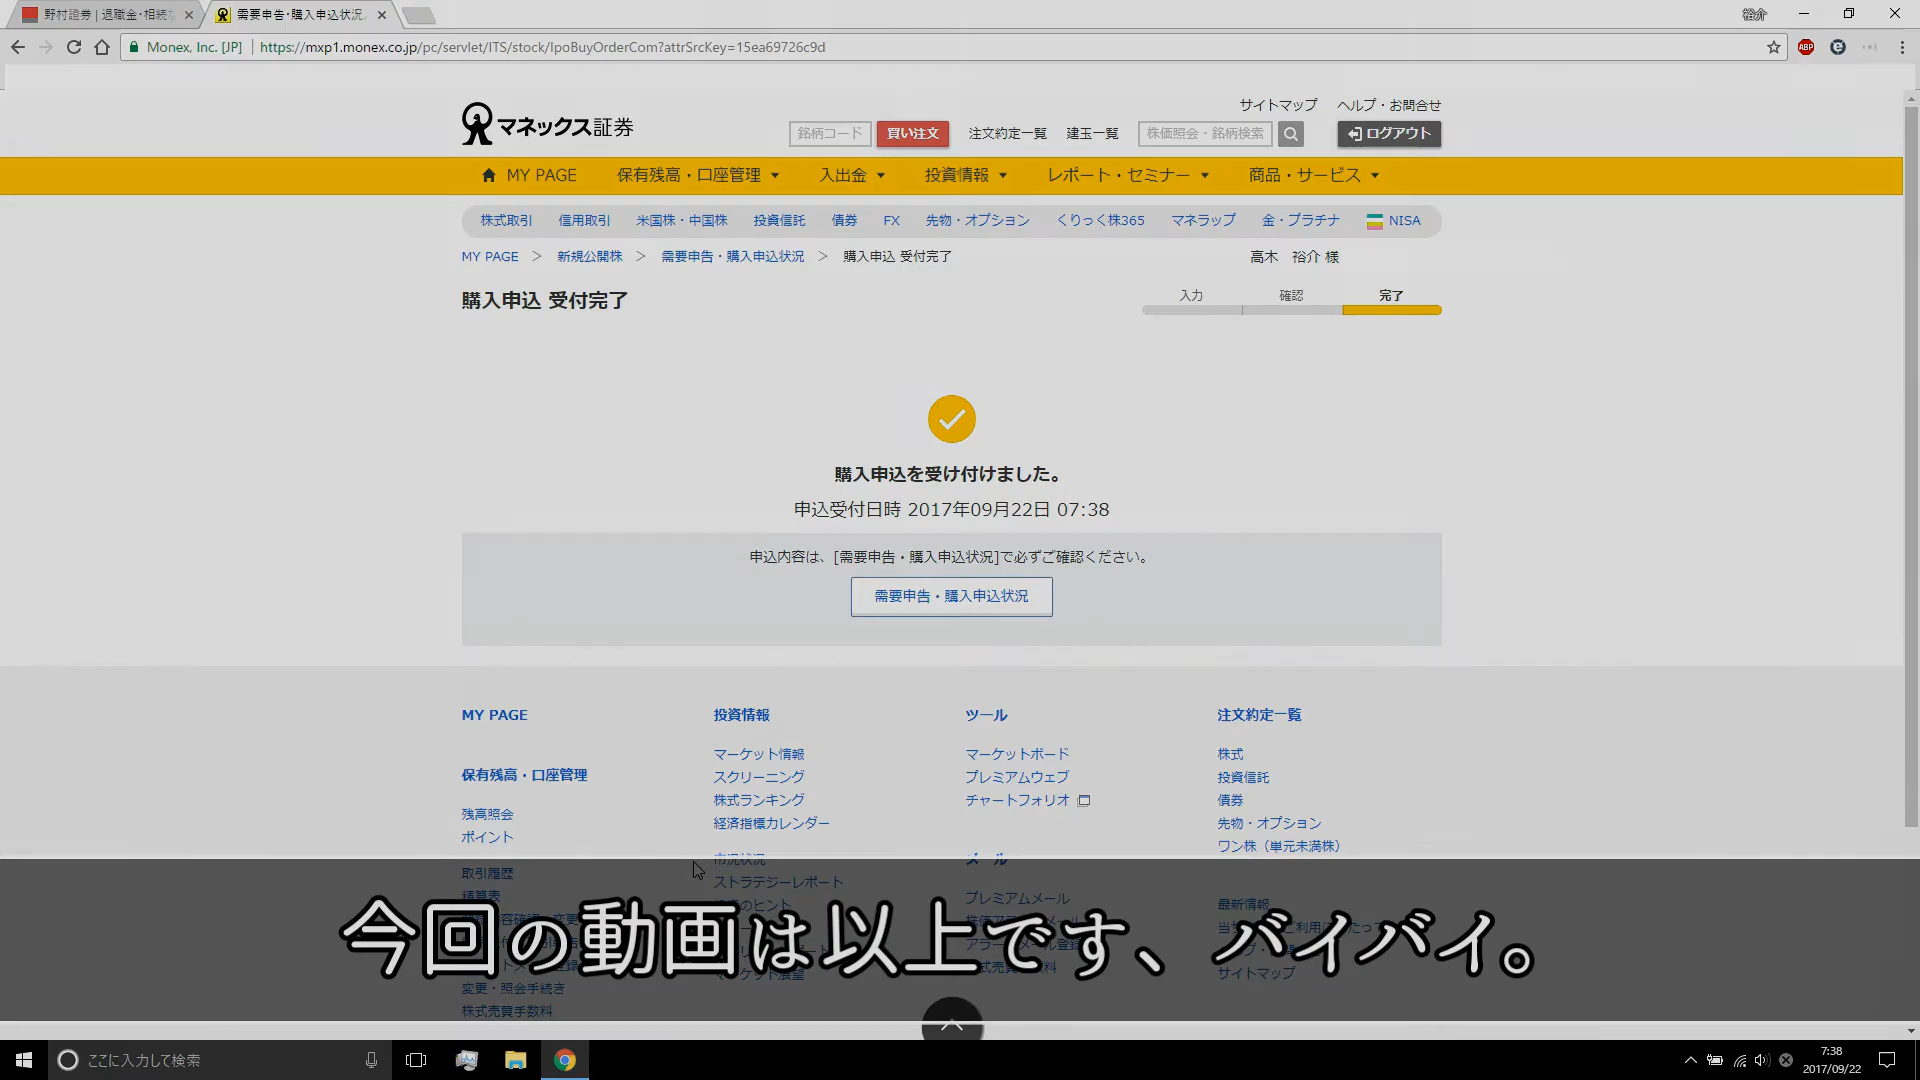 野村證券 | 退職金・相続な
需要申告・購入申込状況
裕介
Monex, Inc. [JP]
https://mxp1.monex.co.jp/pc/servlet/ITS/stock/IpoBuyOrderCom?attrSrcKey=15ea69726c9d
ABP
サイトマップ ヘルプ・お問合せ
マネックス証券
銘柄コード 買い注文 注文約定一覧 建玉一覧 株価照会・銘柄検索 ログアウト
MY PAGE 保有残高・口座管理 入出金 投資情報 レポート・セミナー 商品・サービス
株式取引 信用取引 米国株・中国株 投資信託 債券 FX 先物・オプション くりっく株365 マネラップ 金・プラチナ NISA
MY PAGE > 新規公開株 > 需要申告・購入申込状況 > 購入申込 受付完了
高木 裕介 様
購入申込 受付完了
入力 確認 完了
購入申込を受け付けました。
申込受付日時 2017年09月22日 07:38
申込内容は、[需要申告・購入申込状況]で必ずご確認ください。
需要申告・購入申込状況
MY PAGE
保有残高・口座管理
残高照会
ポイント
取引履歴
積算表
変更・照会手続き
株式売買手数料
投資情報
マーケット情報
スクリーニング
株式ランキング
経済指標カレンダー
市況状況
ストラテジーレポート
マーケット展望
ツール
マーケットボード
プレミアムウェブ
チャートフォリオ
メール
プレミアムメール
注文約定一覧
株式
投資信託
債券
先物・オプション
ワン株（単元未満株）
最新情報
サイトマップ
今回の動画は以上です、バイバイ。
ここに入力して検索
7:38
2017/09/22